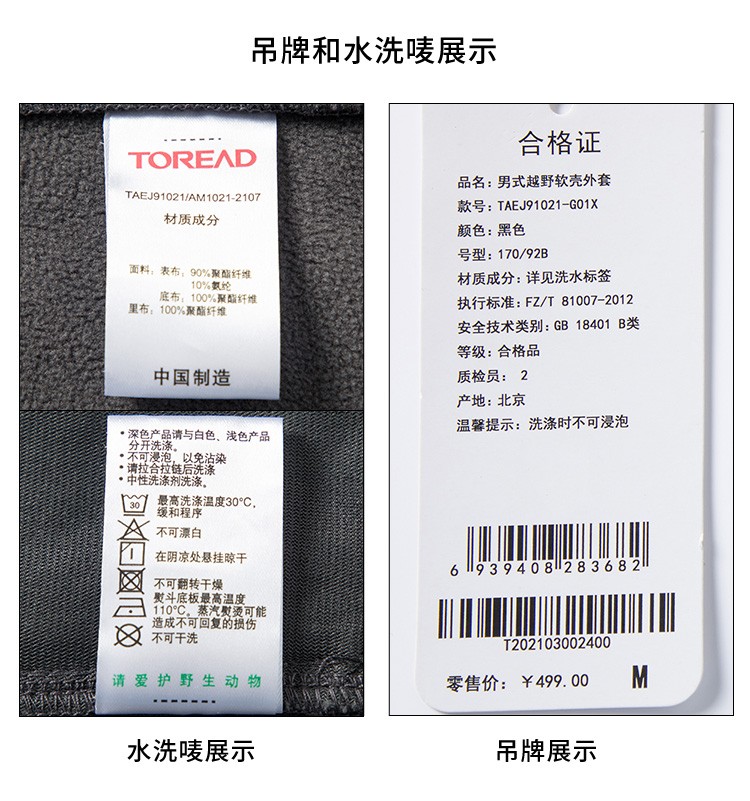 吊牌和水洗唛展示
TOREAD
TAEJ91021/AM1021-2107
材质成分
面料: 表布: 90%聚酯纤维
10%氨纶
底布: 100%聚酯纤维
里布: 100%聚酯纤维
中国制造
• 深色产品请与白色、浅色产品
分开洗涤。
• 不可浸泡，以免沾染
• 请拉合拉链后洗涤
• 中性洗涤剂洗涤。
30
最高洗涤温度30℃,
缓和程序
不可漂白
在阴凉处悬挂晾干
不可翻转干燥
熨斗底板最高温度
110℃。蒸汽熨烫可能
造成不可回复的损伤
不可干洗
请爱护野生动物
水洗唛展示
合格证
品名: 男式越野软壳外套
款号: TAEJ91021-G01X
颜色: 黑色
号型: 170/92B
材质成分: 详见洗水标签
执行标准: FZ/T 81007-2012
安全技术类别: GB 18401 B类
等级: 合格品
质检员: 2
产地: 北京
温馨提示: 洗涤时不可浸泡
6 939408 283682
T202103002400
零售价: ￥499.00 M
吊牌展示